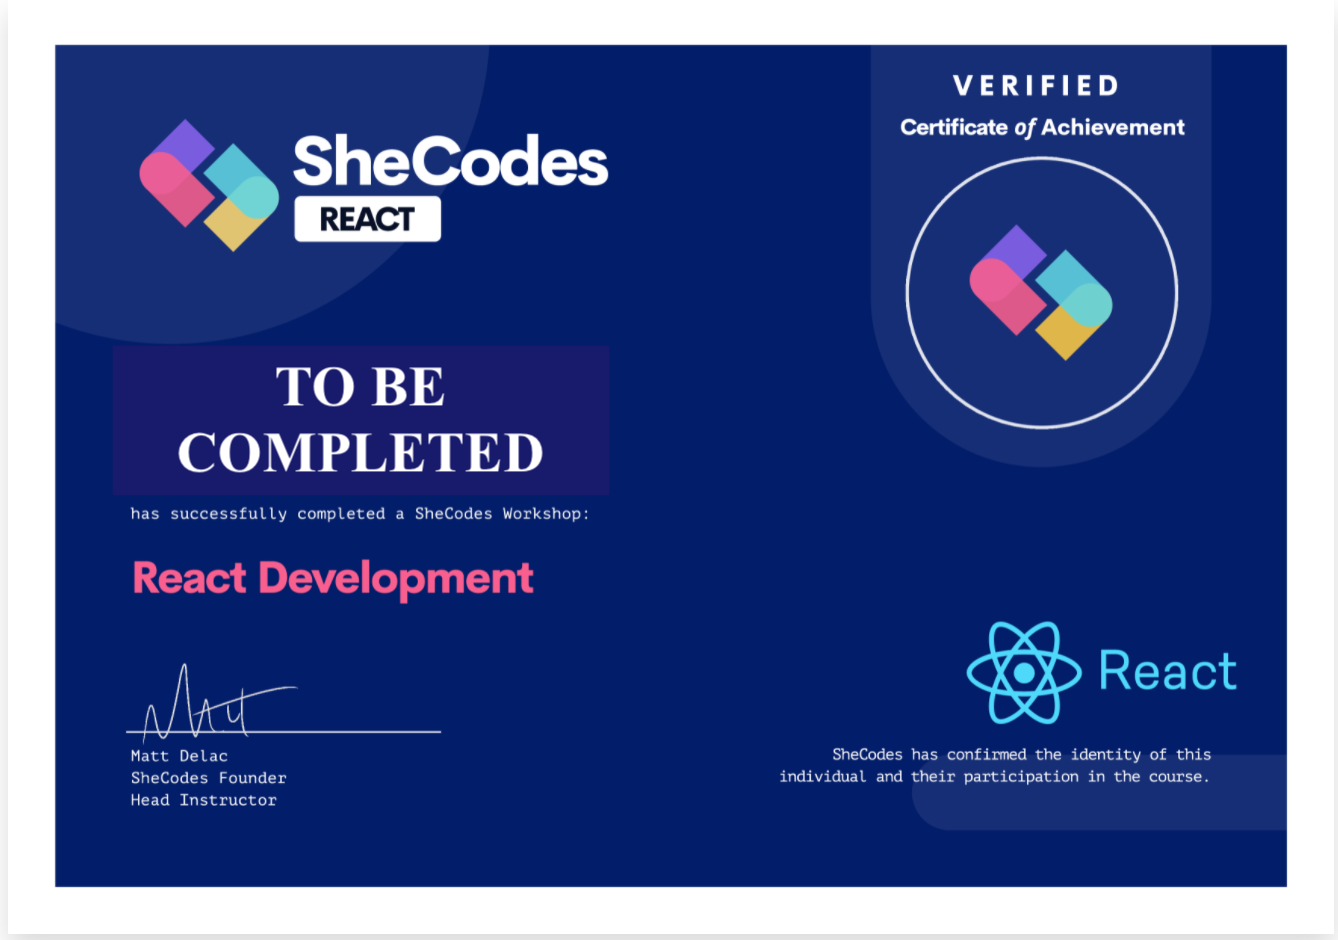 SheCodes
REACT
VERIFIED
Certificate of Achievement
TO BE
COMPLETED
has successfully completed a SheCodes Workshop:
React Development
Matt Delac
SheCodes Founder
Head Instructor
React
SheCodes has confirmed the identity of this
individual and their participation in the course.